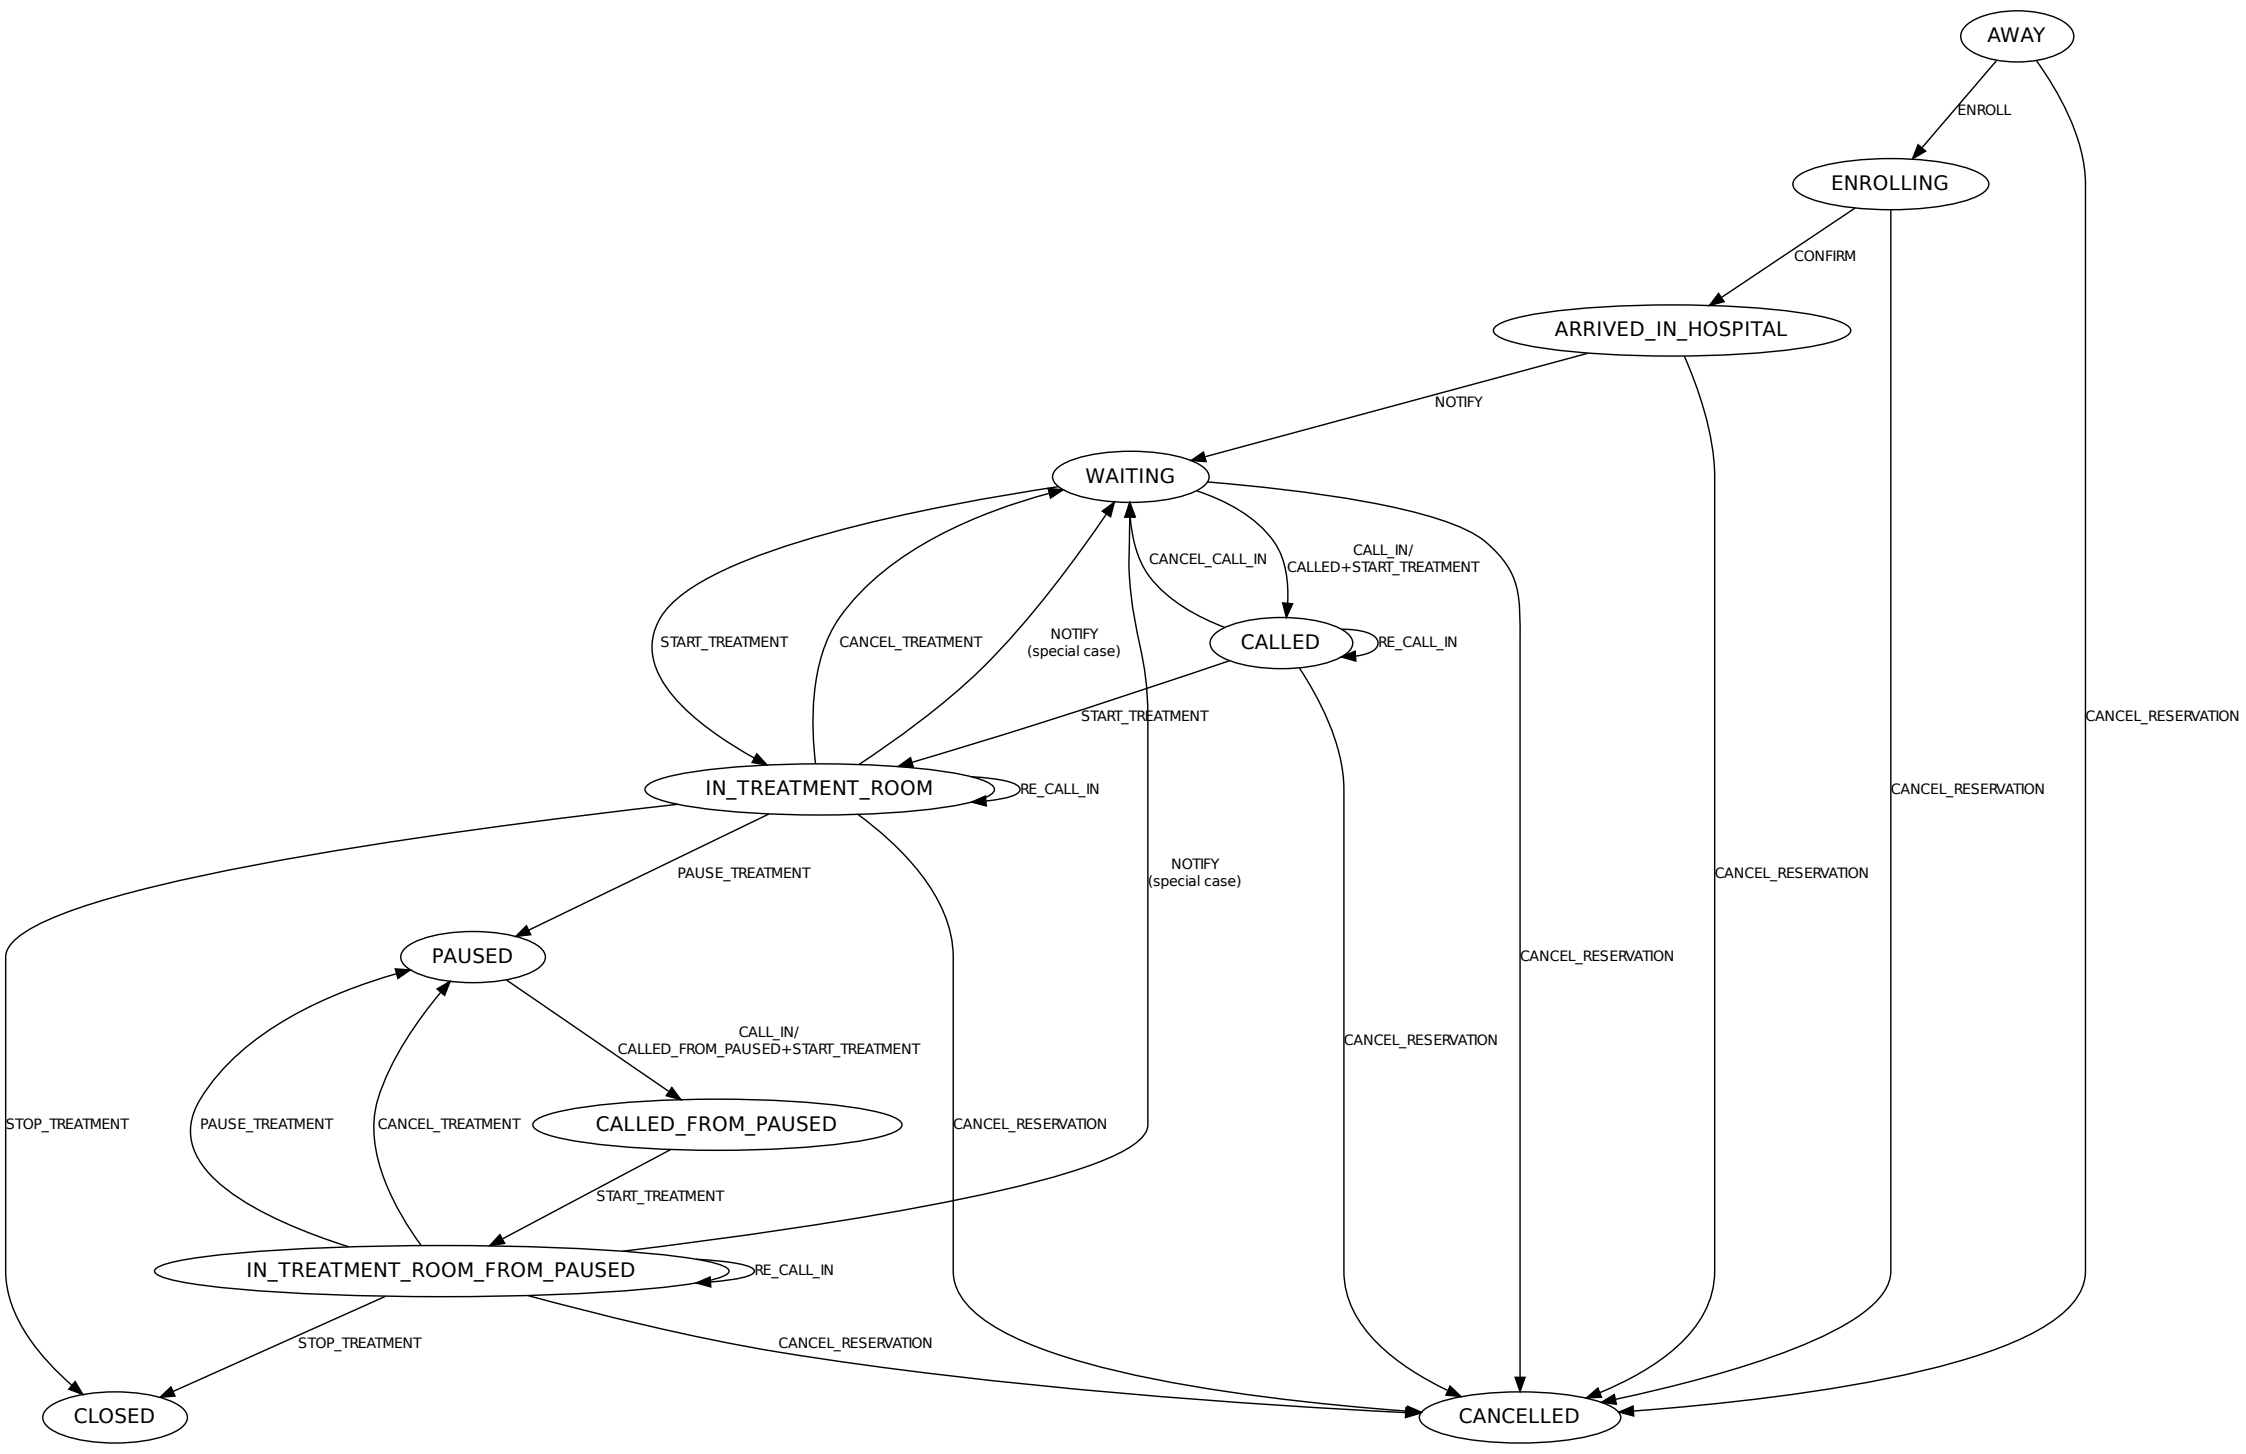 AWAY
ENROLL
ENROLLING
CONFIRM
ARRIVED_IN_HOSPITAL
NOTIFY
WAITING
CANCEL_CALL_IN
CALL_IN/
CALLED+START_TREATMENT
START_TREATMENT
CANCEL_TREATMENT
NOTIFY
(special case)
CALLED
RE_CALL_IN
START_TREATMENT
CANCEL_RESERVATION
IN_TREATMENT_ROOM
RE_CALL_IN
CANCEL_RESERVATION
PAUSE_TREATMENT
NOTIFY
(special case)
CANCEL_RESERVATION
PAUSED
CANCEL_RESERVATION
CALL_IN/
CALLED_FROM_PAUSED+START_TREATMENT
CANCEL_RESERVATION
STOP_TREATMENT
PAUSE_TREATMENT
CANCEL_TREATMENT
CALLED_FROM_PAUSED
CANCEL_RESERVATION
START_TREATMENT
IN_TREATMENT_ROOM_FROM_PAUSED
RE_CALL_IN
STOP_TREATMENT
CANCEL_RESERVATION
CLOSED
CANCELLED